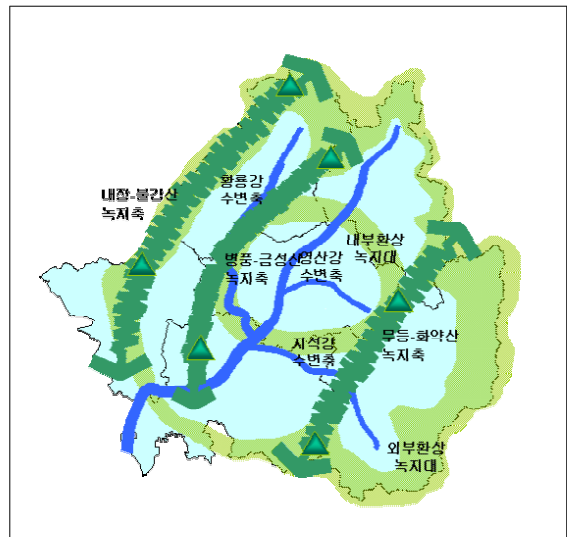 황룡강
수변축
내장-불갑산
녹지축
내부환상
녹지대
병풍-금성산
녹지축
영산강
수변축
무등-화악산
녹지축
지석강
수변축
외부환상
녹지대